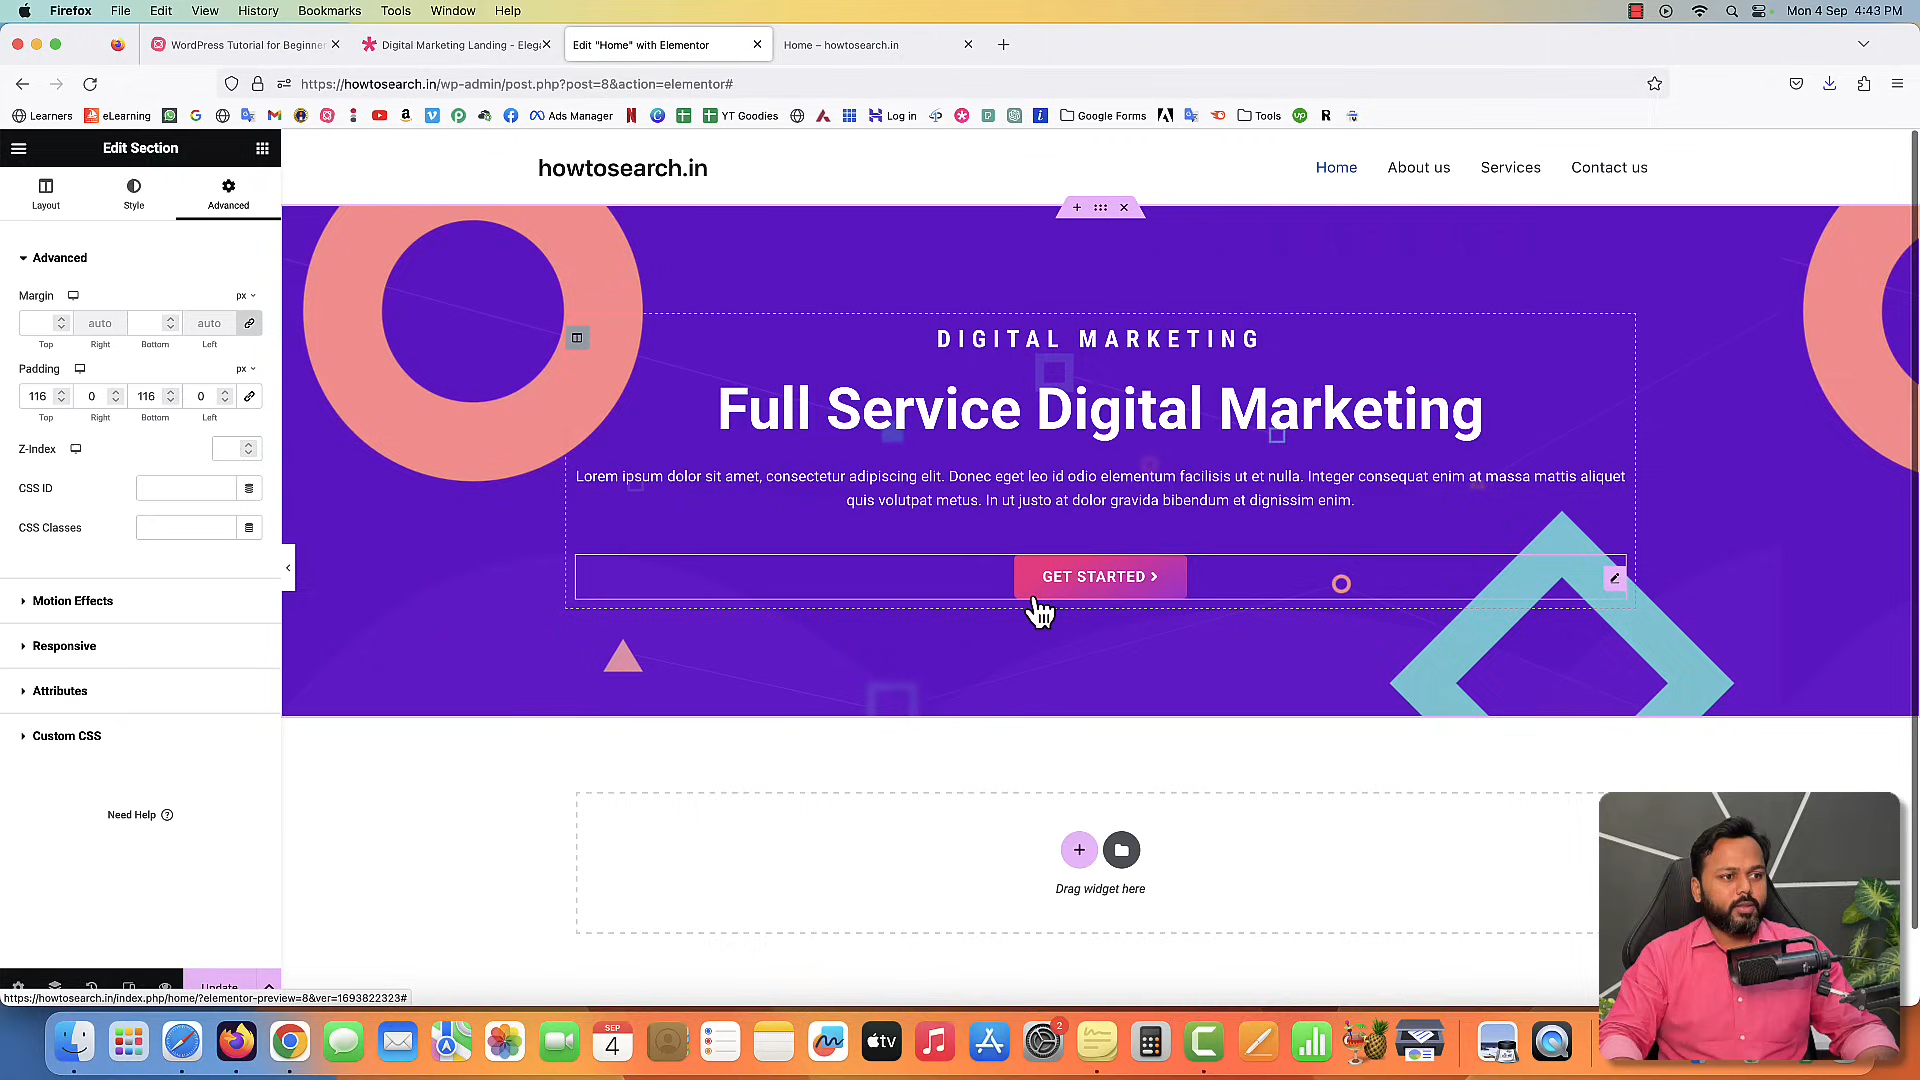 Firefox File Edit View History Bookmarks Tools Window Help Mon 4 Sep 4:43 PM
WordPress Tutorial for Beginner Digital Marketing Landing - Elega Edit "Home" with Elementor Home – howtosearch.in
https://howtosearch.in/wp-admin/post.php?post=8&action=elementor#
Learners eLearning Ads Manager YT Goodies Log in Google Forms Tools
Edit Section
Layout Style Advanced
howtosearch.in
Home About us Services Contact us
Advanced
Margin px
auto auto
Top Right Bottom Left
Padding px
116 0 116 0
Top Right Bottom Left
Z-Index
CSS ID
CSS Classes
Motion Effects
Responsive
Attributes
Custom CSS
Need Help
Update
DIGITAL MARKETING
Full Service Digital Marketing
Lorem ipsum dolor sit amet, consectetur adipiscing elit. Donec eget leo id odio elementum facilisis ut et nulla. Integer consequat enim at massa mattis aliquet
quis volutpat metus. In ut justo at dolor gravida bibendum et dignissim enim.
GET STARTED >
Drag widget here
https://howtosearch.in/index.php/home/?elementor-preview=8&ver=1693822323#
SEP
4
tv
2